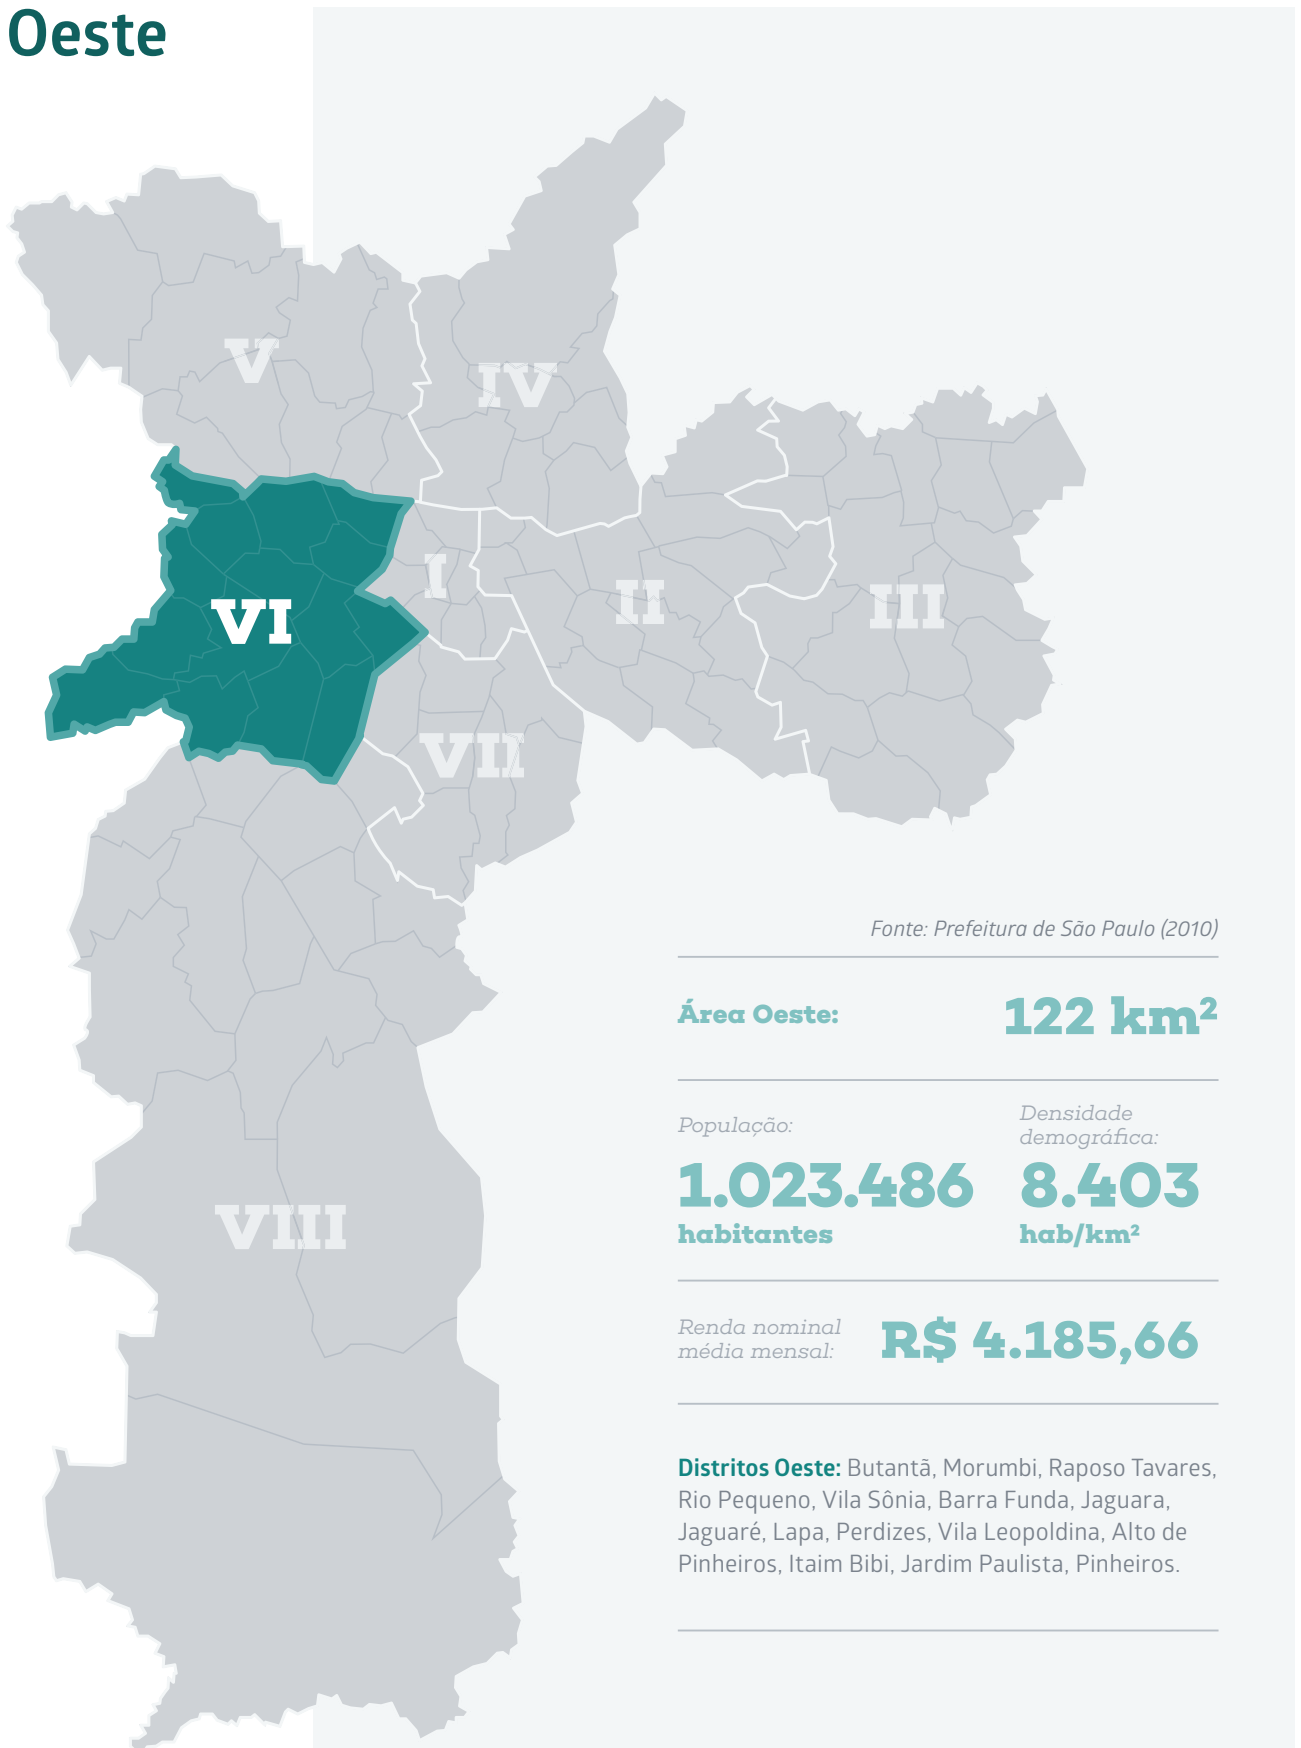 Oeste
V
IV
I
II
III
VI
VII
VIII
Fonte: Prefeitura de São Paulo (2010)
Área Oeste:
122 km²
População:
1.023.486
habitantes
Densidade
demográfica:
8.403
hab/km²
Renda nominal
média mensal:
R$ 4.185,66
Distritos Oeste: Butantã, Morumbi, Raposo Tavares,
Rio Pequeno, Vila Sônia, Barra Funda, Jaguara,
Jaguaré, Lapa, Perdizes, Vila Leopoldina, Alto de
Pinheiros, Itaim Bibi, Jardim Paulista, Pinheiros.